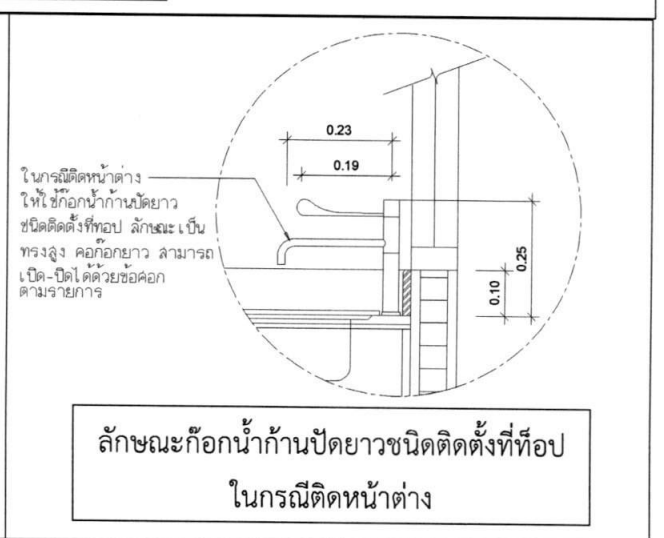 0.23
0.19
ในกรณีติดหน้าต่าง
ให้ใช้ก๊อกน้ำก้านปัดยาว
ชนิดติดตั้งที่ทอป ลักษณะเป็น
ทรงสูง คอก๊อกยาว สามารถ
เปิด-ปิดได้ด้วยข้อศอก
ตามรายการ
0.25
0.10
ลักษณะก๊อกน้ำก้านปัดยาวชนิดติดตั้งที่ท็อป
ในกรณีติดหน้าต่าง